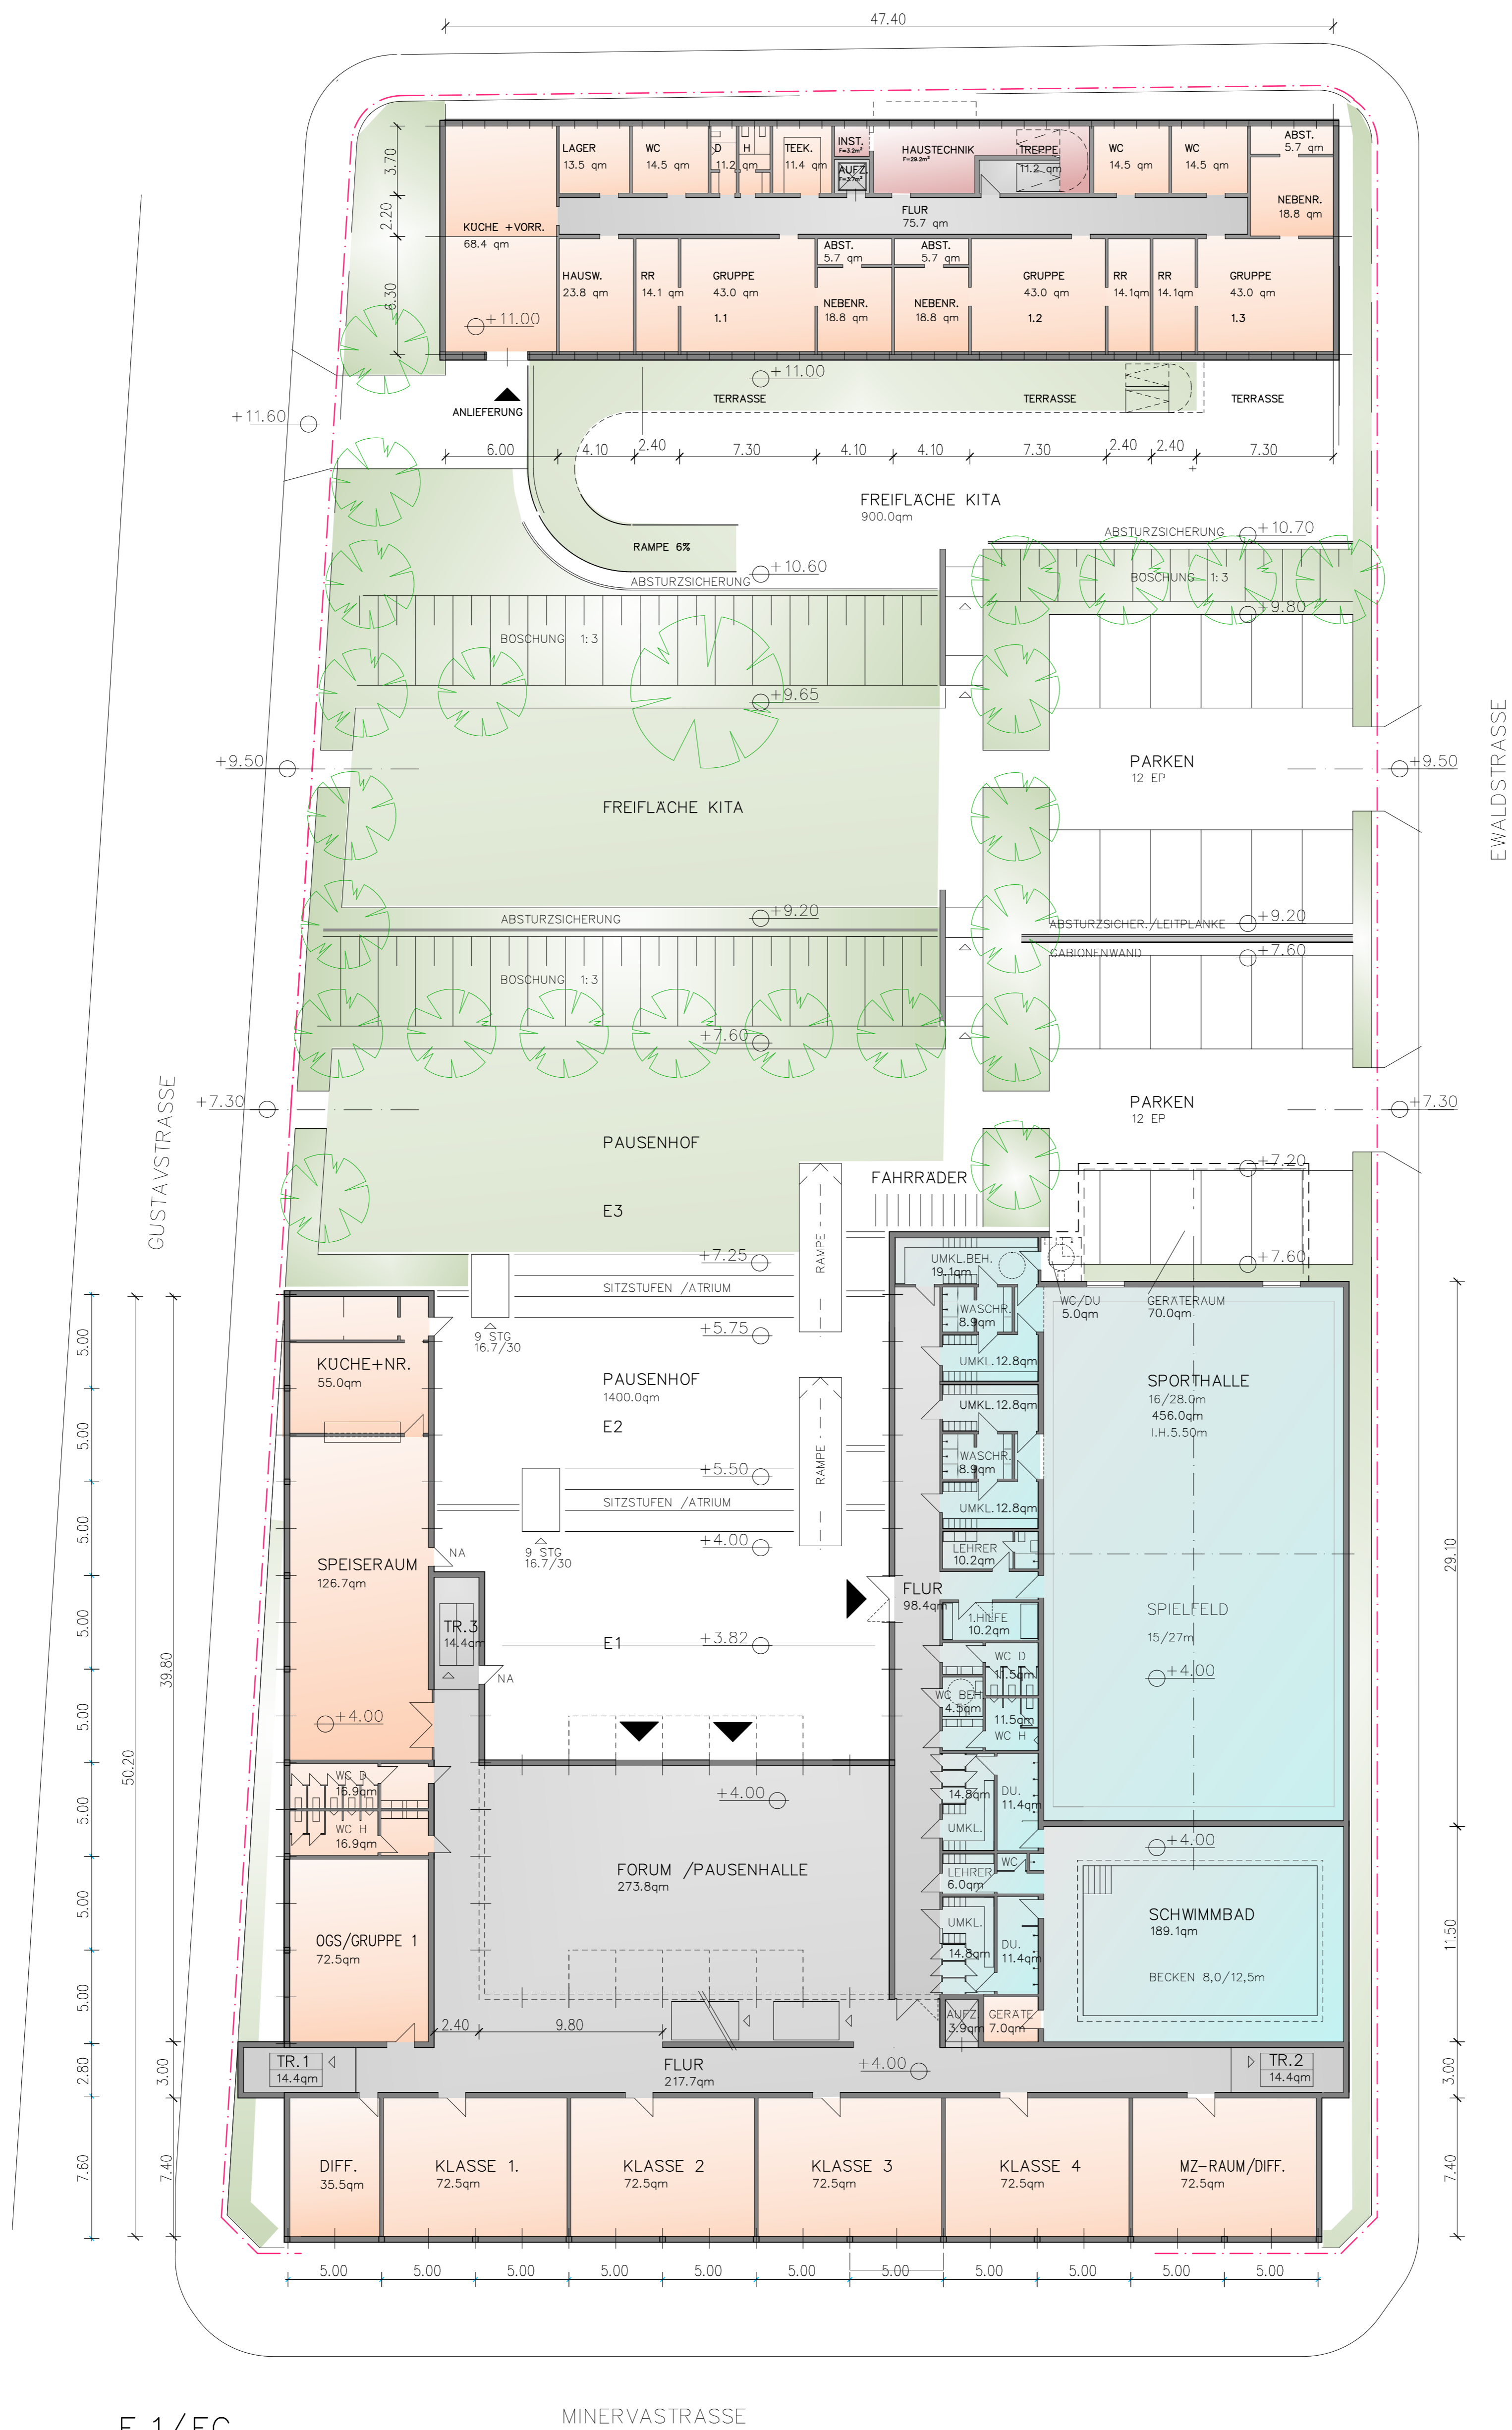 47.40
3.70
2.20
6.30
LAGER
13.5 qm
WC
14.5 qm
D
H
11.2 qm
TEEK.
11.4 qm
INST.
F=3.2m²
AUFZ.
HAUSTECHNIK
F=29.2m²
TREPPE
11.2 qm
WC
14.5 qm
WC
14.5 qm
ABST.
5.7 qm
NEBENR.
18.8 qm
KÜCHE +VORR.
68.4 qm
FLUR
75.7 qm
HAUSW.
23.8 qm
RR
14.1 qm
GRUPPE
43.0 qm
1.1
ABST.
5.7 qm
NEBENR.
18.8 qm
ABST.
5.7 qm
NEBENR.
18.8 qm
GRUPPE
43.0 qm
1.2
RR
14.1qm
RR
14.1qm
GRUPPE
43.0 qm
1.3
+11.00
+11.00
+11.60
ANLIEFERUNG
TERRASSE
TERRASSE
TERRASSE
6.00
4.10
2.40
7.30
4.10
4.10
7.30
2.40
2.40
7.30
FREIFLÄCHE KITA
900.0qm
RAMPE 6%
ABSTURZSICHERUNG
+10.60
ABSTURZSICHERUNG
+10.70
BÖSCHUNG 1:3
+9.80
BÖSCHUNG 1:3
+9.65
+9.50
FREIFLÄCHE KITA
PARKEN
12 EP
+9.50
EWALDSTRASSE
ABSTURZSICHERUNG
+9.20
ABSTURZSICHER./LEITPLANKE
+9.20
GABIONENWAND
+7.60
BÖSCHUNG 1:3
+7.60
GUSTAVSTRASSE
+7.30
PAUSENHOF
E3
PARKEN
12 EP
+7.30
+7.20
FAHRRÄDER
RAMPE
+7.25
SITZSTUFEN /ATRIUM
+7.60
9 STG
16.7/30
+5.75
UMKL.BEH.
19.1qm
WC/DU
5.0qm
GERÄTERAUM
70.0qm
WASCHR.
8.9qm
UMKL.12.8qm
KÜCHE+NR.
55.0qm
PAUSENHOF
1400.0qm
E2
RAMPE
UMKL.12.8qm
WASCHR.
8.9qm
UMKL.12.8qm
SPORTHALLE
16/28.0m
456.0qm
I.H.5.50m
+5.50
SITZSTUFEN /ATRIUM
9 STG
16.7/30
+4.00
SPEISERAUM
126.7qm
NA
LEHRER
10.2qm
FLUR
98.4qm
1.HILFE
10.2qm
SPIELFELD
15/27m
+4.00
TR.3
14.4qm
NA
E1
+3.82
WC D
11.5qm
WC BEH.
4.5qm
11.5qm
WC H
+4.00
WC D
16.9qm
WC H
16.9qm
+4.00
14.8qm
UMKL.
DU.
11.4qm
+4.00
FORUM /PAUSENHALLE
273.8qm
LEHRER
6.0qm
WC
OGS/GRUPPE 1
72.5qm
UMKL.
14.8qm
DU.
11.4qm
SCHWIMMBAD
189.1qm
BECKEN 8,0/12,5m
AUFZ.
3.9qm
GERÄTE
7.0qm
2.40
9.80
TR.1
14.4qm
FLUR
217.7qm
+4.00
TR.2
14.4qm
DIFF.
35.5qm
KLASSE 1.
72.5qm
KLASSE 2
72.5qm
KLASSE 3
72.5qm
KLASSE 4
72.5qm
MZ-RAUM/DIFF.
72.5qm
5.00
5.00
5.00
5.00
5.00
5.00
5.00
5.00
2.80
7.60
50.20
39.80
3.00
7.40
29.10
11.50
3.00
7.40
5.00
5.00
5.00
5.00
5.00
5.00
5.00
5.00
5.00
5.00
5.00
MINERVASTRASSE